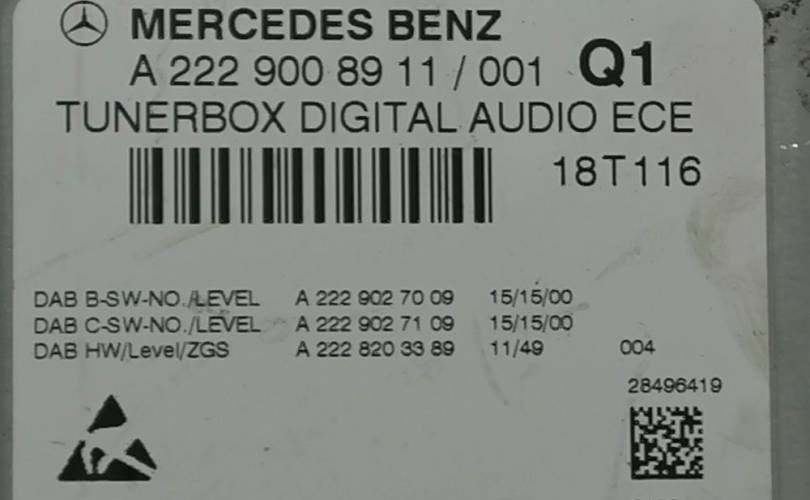 MERCEDES BENZ
A 222 900 89 11 / 001 Q1
TUNERBOX DIGITAL AUDIO ECE
18T116
DAB B-SW-NO./LEVEL A 222 902 70 09 15/15/00
DAB C-SW-NO./LEVEL A 222 902 71 09 15/15/00
DAB HW/Level/ZGS A 222 820 33 89 11/49 004
28496419